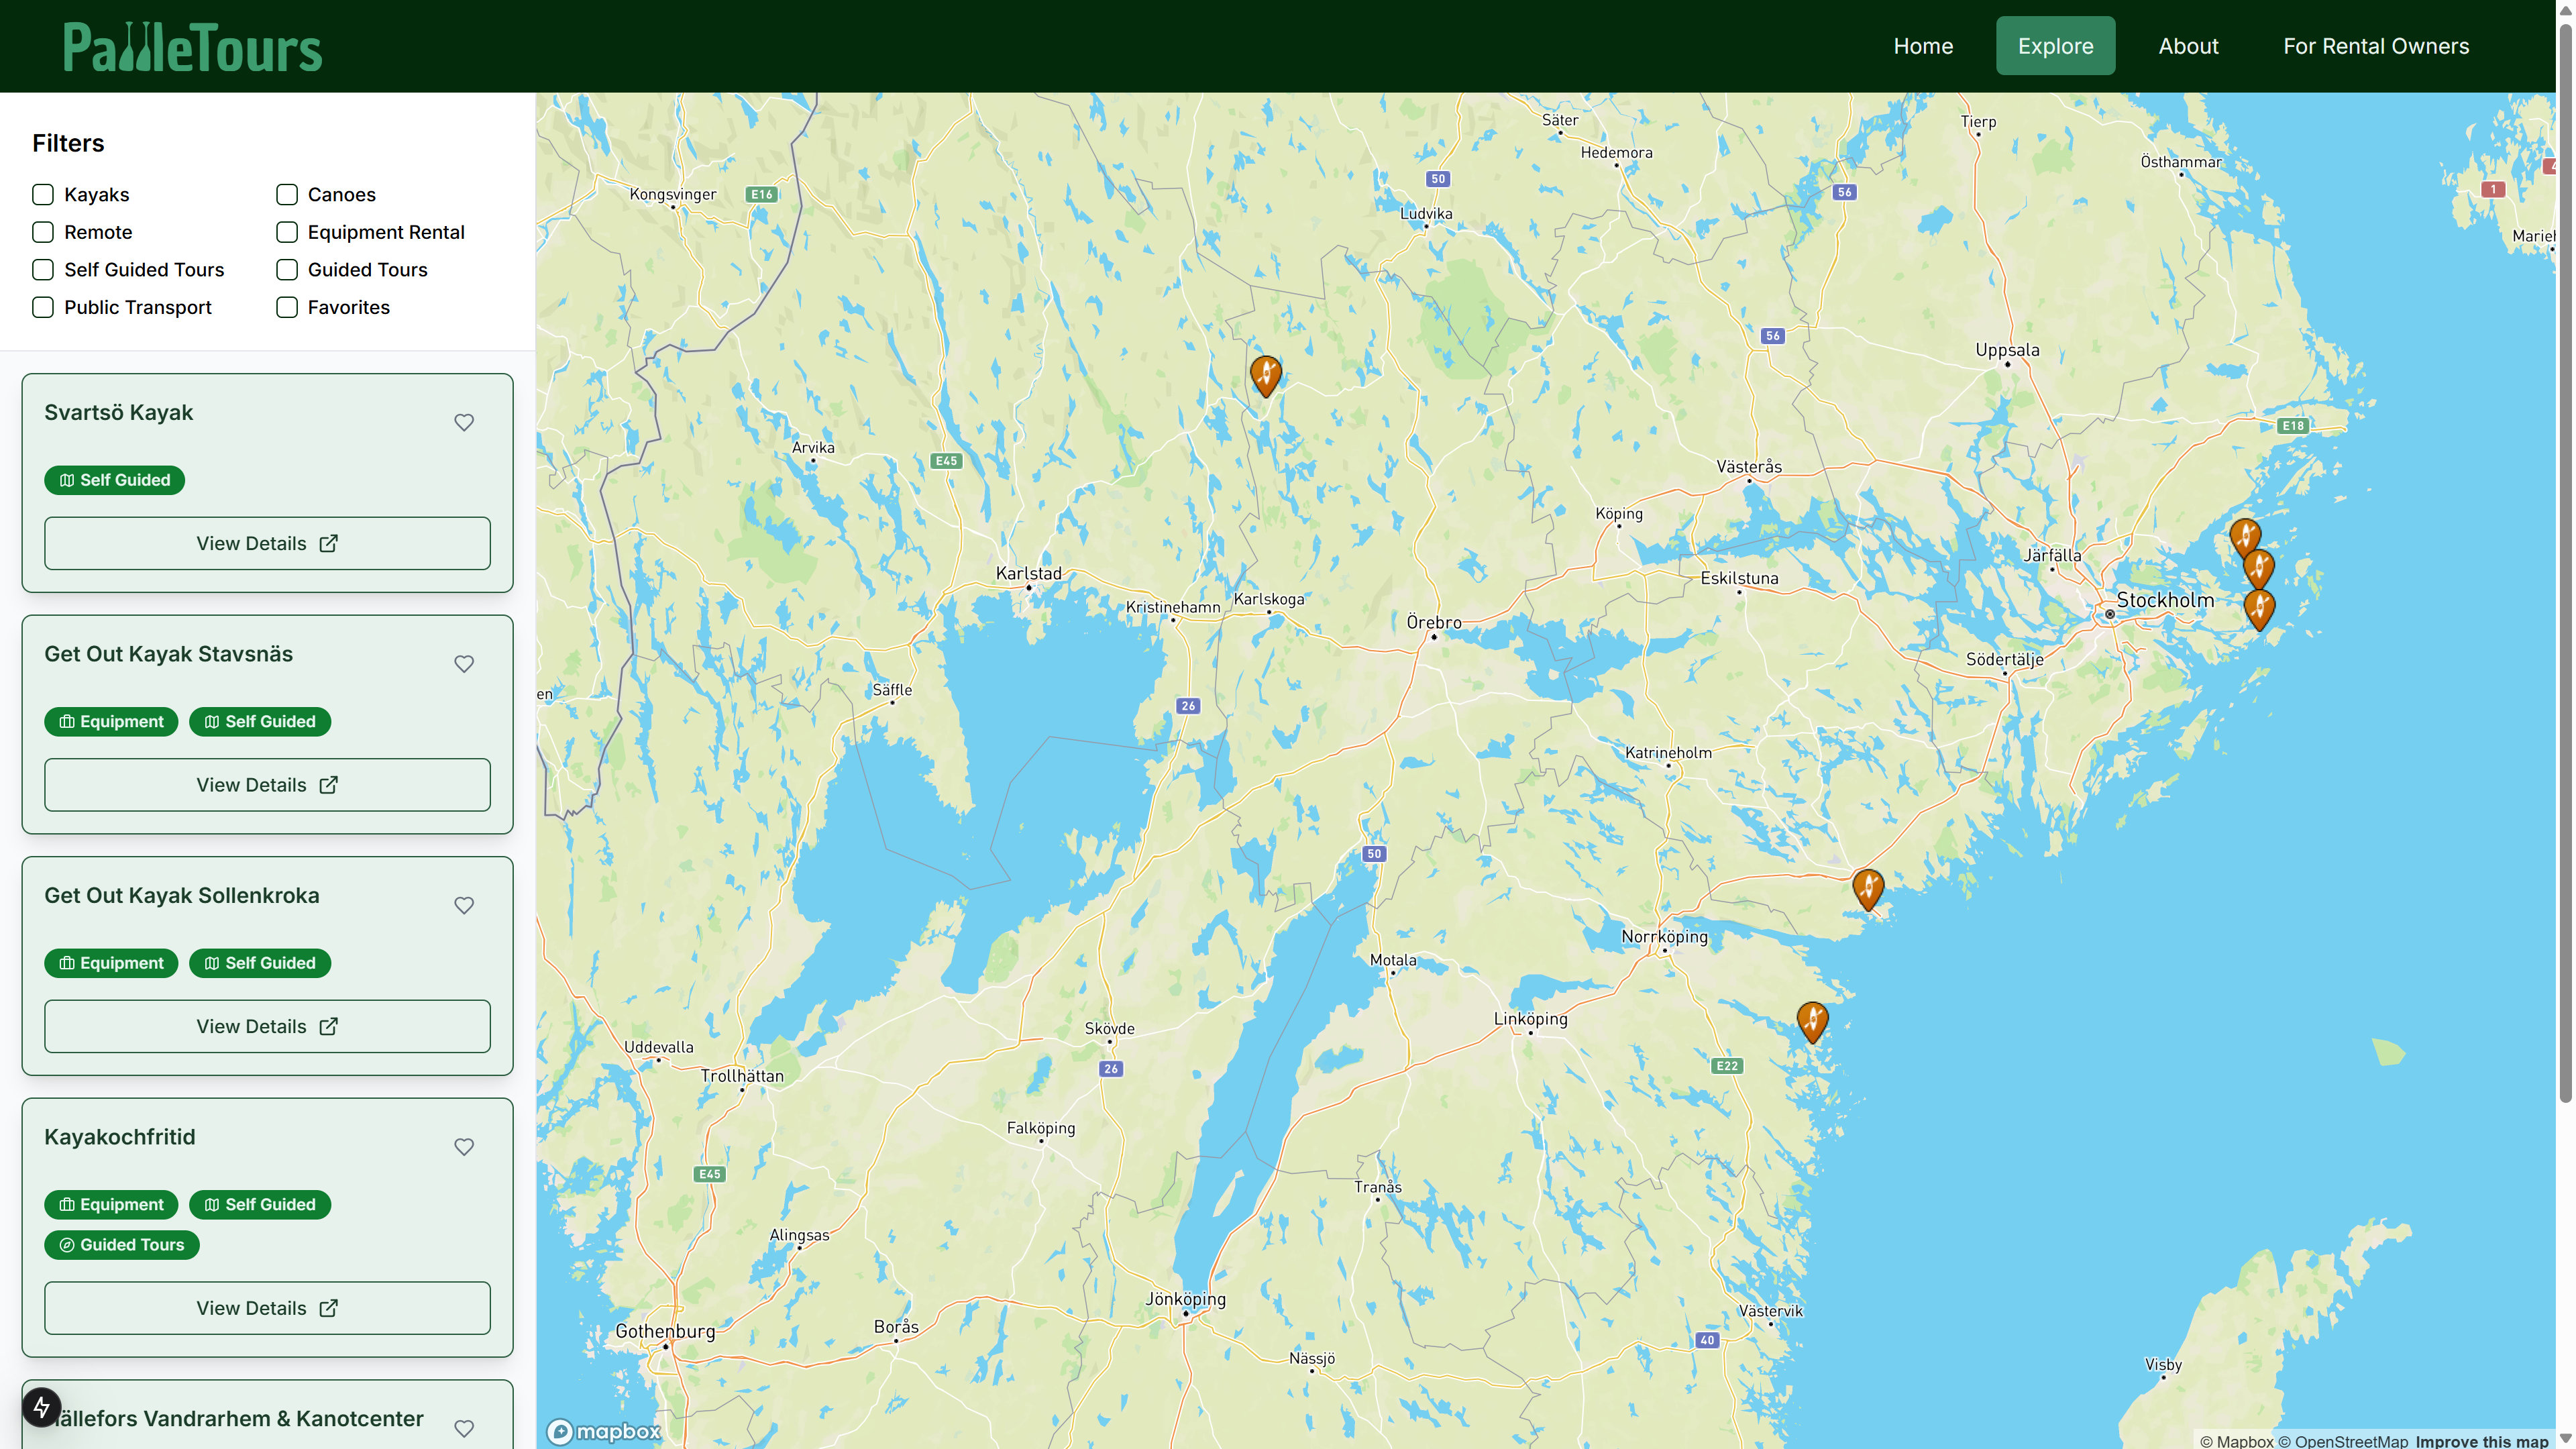 PaddleTours
Home
Explore
About
For Rental Owners
Filters
Kayaks
Canoes
Remote
Equipment Rental
Self Guided Tours
Guided Tours
Public Transport
Favorites
Svartsö Kayak
Self Guided
View Details
Get Out Kayak Stavsnäs
Equipment
Self Guided
View Details
Get Out Kayak Sollenkroka
Equipment
Self Guided
View Details
Kayakochfritid
Equipment
Self Guided
Guided Tours
View Details
ällefors Vandrarhem & Kanotcenter
Säter
Tierp
Hedemora
Östhammar
Kongsvinger
E16
50
56
1
4
Ludvika
Marieh
56
Uppsala
E18
Arvika
E45
Västerås
Köping
Järfälla
Karlstad
Eskilstuna
Kristinehamn
Karlskoga
Stockholm
Örebro
Södertälje
en
Säffle
26
Katrineholm
50
Norrköping
Motala
Linköping
Skövde
Uddevalla
26
E22
Trollhättan
Falköping
E45
Tranås
Alingsas
Jönköping
Västervik
Gothenburg
Borås
40
Nässjö
Visby
mapbox
© Mapbox © OpenStreetMap Improve this map